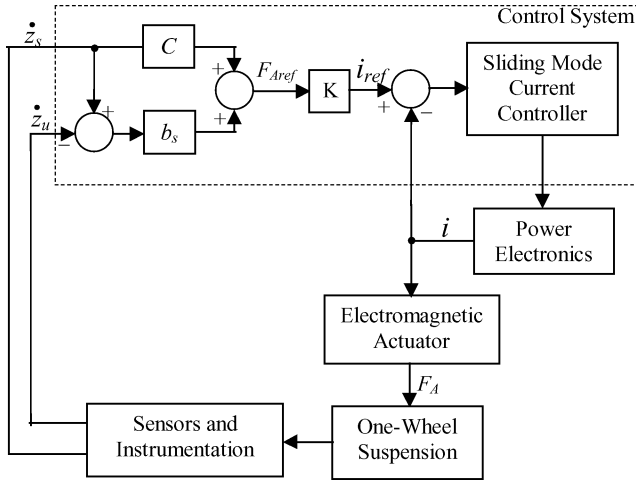 Control System
ż_s
C
+
+
F_Aref
K
i_ref
+
−
Sliding Mode
Current
Controller
ż_u
+
−
b_s
i
Power
Electronics
Electromagnetic
Actuator
F_A
Sensors and
Instrumentation
One-Wheel
Suspension